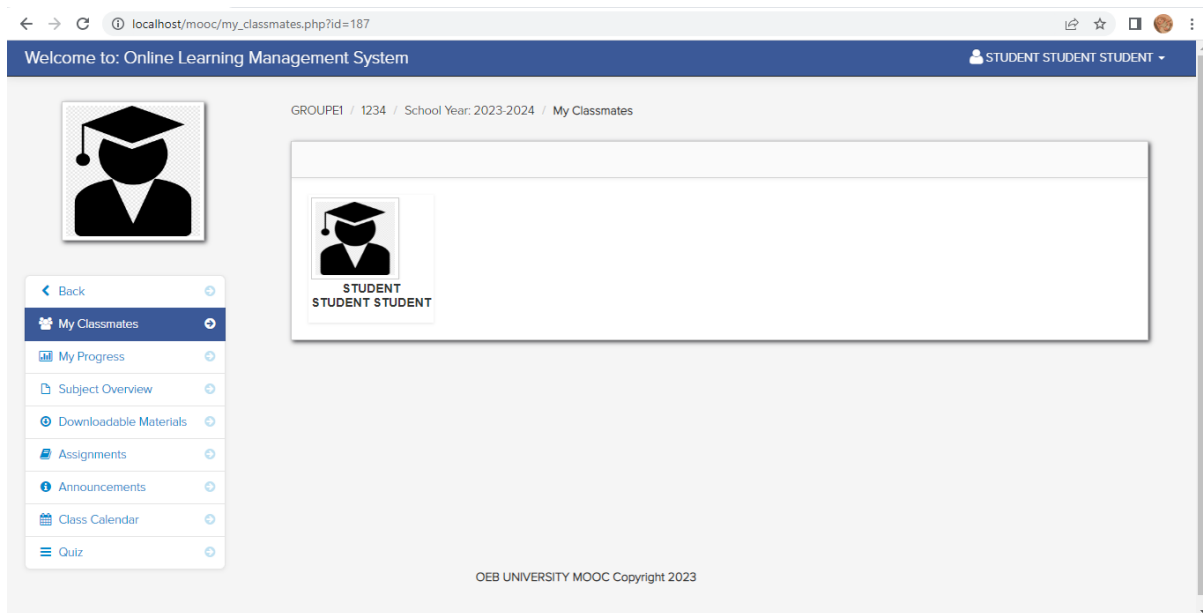 localhost/mooc/my_classmates.php?id=187
Welcome to: Online Learning Management System
STUDENT STUDENT STUDENT
GROUPE1 / 1234 / School Year: 2023-2024 / My Classmates
STUDENT
STUDENT STUDENT
Back
My Classmates
My Progress
Subject Overview
Downloadable Materials
Assignments
Announcements
Class Calendar
Quiz
OEB UNIVERSITY MOOC Copyright 2023